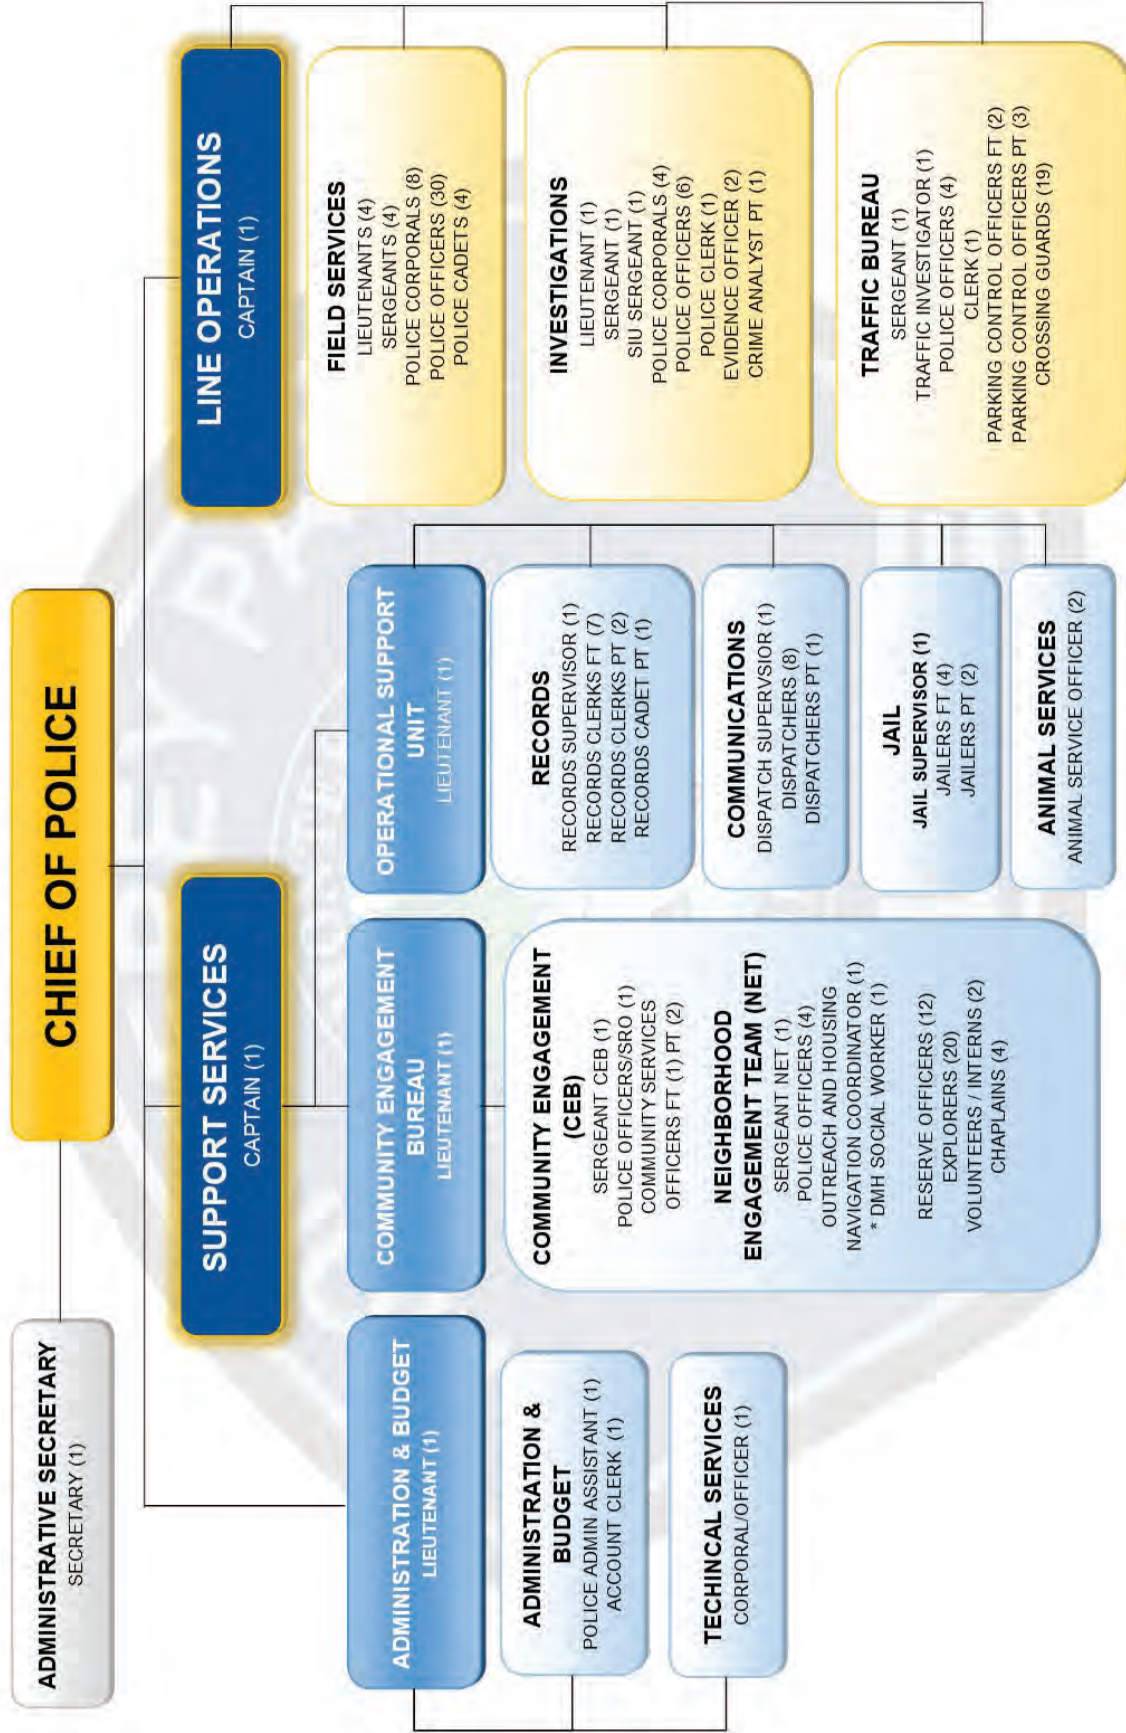 CHIEF OF POLICE
ADMINISTRATIVE SECRETARY
SECRETARY (1)
SUPPORT SERVICES
CAPTAIN (1)
LINE OPERATIONS
CAPTAIN (1)
ADMINISTRATION & BUDGET
LIEUTENANT (1)
ADMINISTRATION &
BUDGET
POLICE ADMIN ASSISTANT (1)
ACCOUNT CLERK (1)
TECHINCAL SERVICES
CORPORAL/OFFICER (1)
COMMUNITY ENGAGEMENT
BUREAU
LIEUTENANT (1)
COMMUNITY ENGAGEMENT
(CEB)
SERGEANT CEB (1)
POLICE OFFICERS/SRO (1)
COMMUNITY SERVICES
OFFICERS FT (1) PT (2)
NEIGHBORHOOD
ENGAGEMENT TEAM (NET)
SERGEANT NET (1)
POLICE OFFICERS (4)
OUTREACH AND HOUSING
NAVIGATION COORDINATOR (1)
* DMH SOCIAL WORKER (1)
RESERVE OFFICERS (12)
EXPLORERS (20)
VOLUNTEERS / INTERNS (2)
CHAPLAINS (4)
OPERATIONAL SUPPORT
UNIT
LIEUTENANT (1)
RECORDS
RECORDS SUPERVISOR (1)
RECORDS CLERKS FT (7)
RECORDS CLERKS PT (2)
RECORDS CADET PT (1)
COMMUNICATIONS
DISPATCH SUPERVSIOR (1)
DISPATCHERS (8)
DISPATCHERS PT (1)
JAIL
JAIL SUPERVISOR (1)
JAILERS FT (4)
JAILERS PT (2)
ANIMAL SERVICES
ANIMAL SERVICE OFFICER (2)
FIELD SERVICES
LIEUTENANTS (4)
SERGEANTS (4)
POLICE CORPORALS (8)
POLICE OFFICERS (30)
POLICE CADETS (4)
INVESTIGATIONS
LIEUTENANT (1)
SERGEANT (1)
SIU SERGEANT (1)
POLICE CORPORALS (4)
POLICE OFFICERS (6)
POLICE CLERK (1)
EVIDENCE OFFICER (2)
CRIME ANALYST PT (1)
TRAFFIC BUREAU
SERGEANT (1)
TRAFFIC INVESTIGATOR (1)
POLICE OFFICERS (4)
CLERK (1)
PARKING CONTROL OFFICERS FT (2)
PARKING CONTROL OFFICERS PT (3)
CROSSING GUARDS (19)